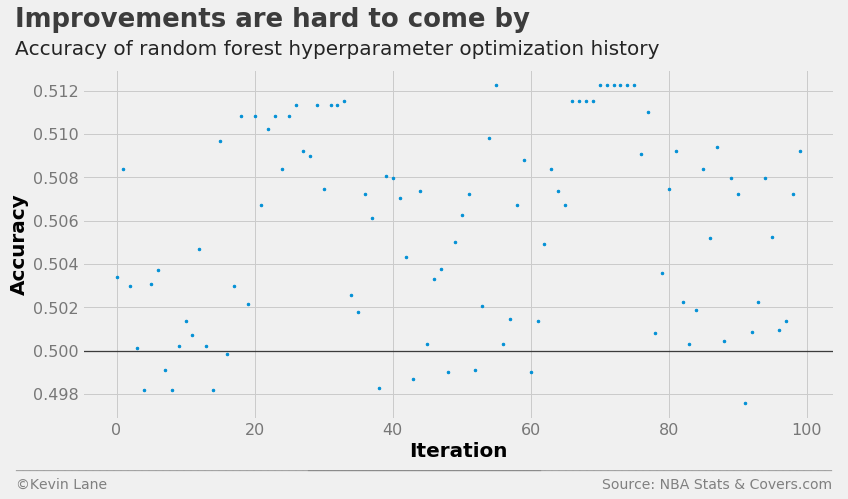 Improvements are hard to come by
Accuracy of random forest hyperparameter optimization history
0.512
0.510
0.508
0.506
0.504
0.502
0.500
0.498
Accuracy
0 20 40 60 80 100
Iteration
©Kevin Lane Source: NBA Stats & Covers.com